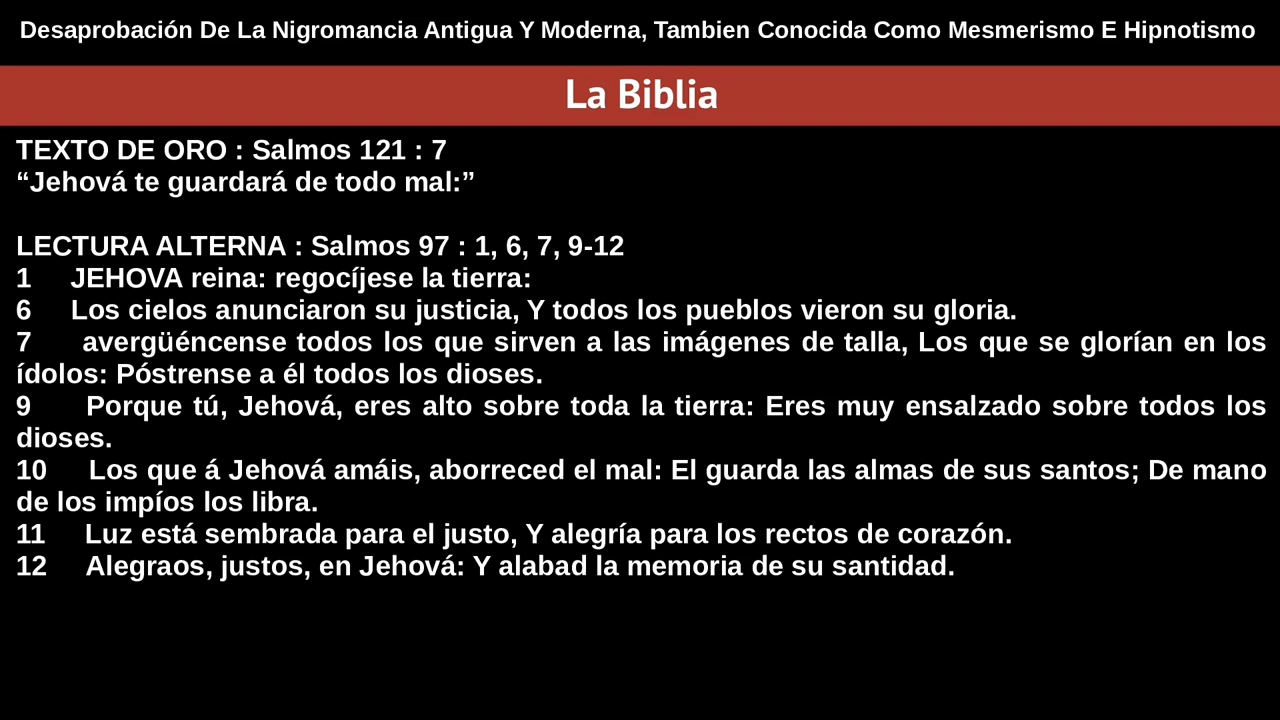 Desaprobación De La Nigromancia Antigua Y Moderna, Tambien Conocida Como Mesmerismo E Hipnotismo
La Biblia
TEXTO DE ORO : Salmos 121 : 7
“Jehová te guardará de todo mal:”
LECTURA ALTERNA : Salmos 97 : 1, 6, 7, 9-12
1 JEHOVA reina: regocíjese la tierra:
6 Los cielos anunciaron su justicia, Y todos los pueblos vieron su gloria.
7 avergüéncense todos los que sirven a las imágenes de talla, Los que se glorían en los
ídolos: Póstrense a él todos los dioses.
9 Porque tú, Jehová, eres alto sobre toda la tierra: Eres muy ensalzado sobre todos los
dioses.
10 Los que á Jehová amáis, aborreced el mal: El guarda las almas de sus santos; De mano
de los impíos los libra.
11 Luz está sembrada para el justo, Y alegría para los rectos de corazón.
12 Alegraos, justos, en Jehová: Y alabad la memoria de su santidad.